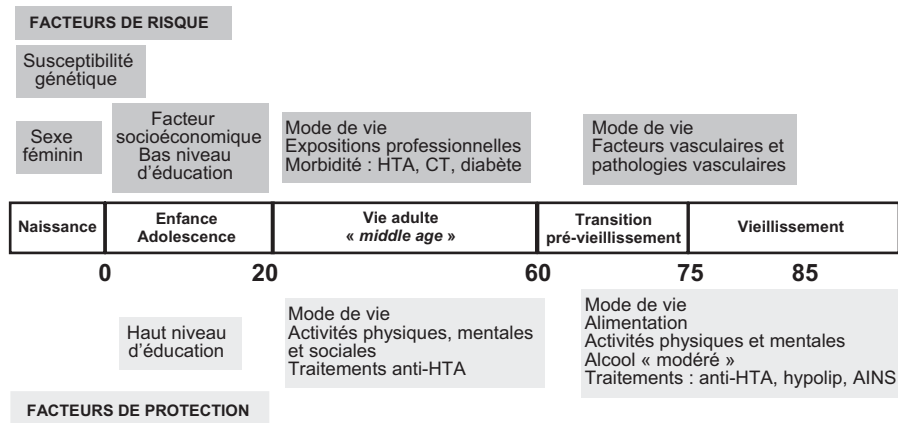 FACTEURS DE RISQUE
Susceptibilité
génétique
Sexe
féminin
Facteur
socioéconomique
Bas niveau
d'éducation
Mode de vie
Expositions professionnelles
Morbidité : HTA, CT, diabète
Mode de vie
Facteurs vasculaires et
pathologies vasculaires
Naissance
Enfance
Adolescence
Vie adulte
« middle age »
Transition
pré-vieillissement
Vieillissement
0
20
60
75
85
Haut niveau
d'éducation
Mode de vie
Activités physiques, mentales
et sociales
Traitements anti-HTA
Mode de vie
Alimentation
Activités physiques et mentales
Alcool « modéré »
Traitements : anti-HTA, hypolip, AINS
FACTEURS DE PROTECTION